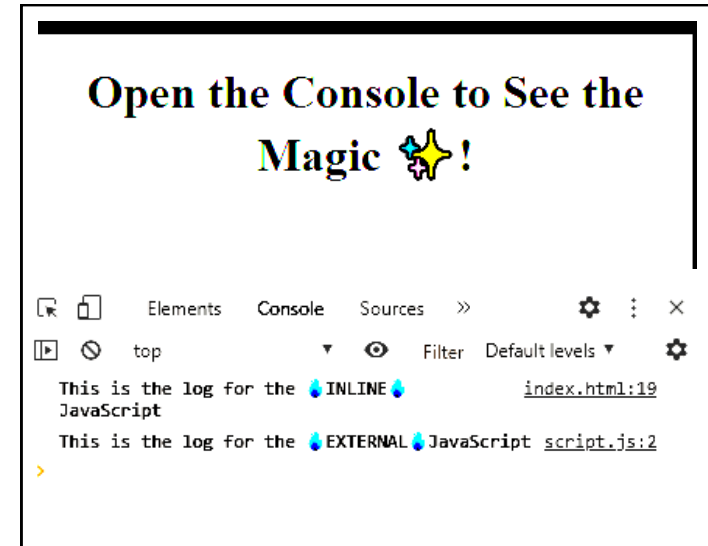 Open the Console to See the
Magic ✨!
Elements Console Sources »
top ▼ Filter Default levels ▼
This is the log for the 💧INLINE💧 index.html:19
JavaScript
This is the log for the 💧EXTERNAL💧JavaScript script.js:2
>